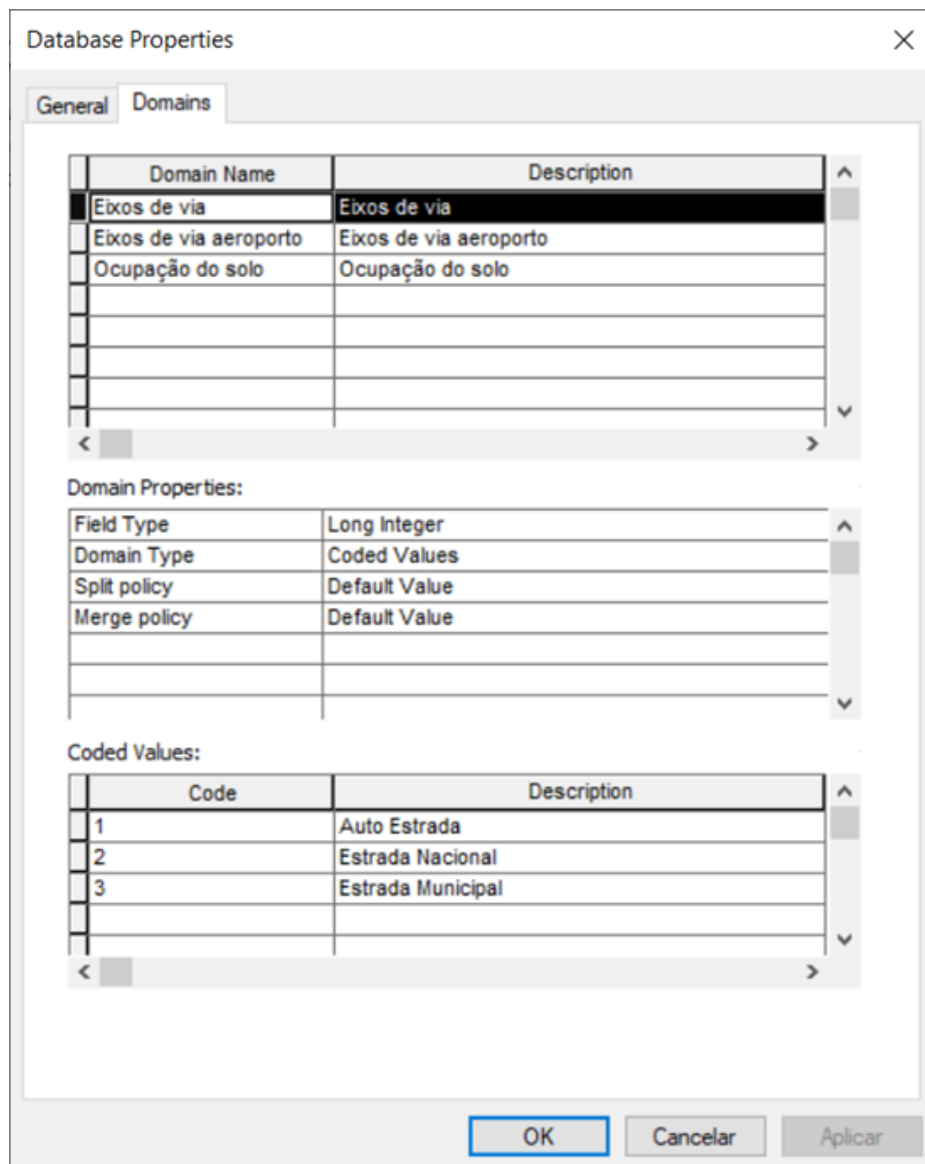 Database Properties
General Domains
Domain Name Description
Eixos de via Eixos de via
Eixos de via aeroporto Eixos de via aeroporto
Ocupação do solo Ocupação do solo
Domain Properties:
Field Type Long Integer
Domain Type Coded Values
Split policy Default Value
Merge policy Default Value
Coded Values:
Code Description
1 Auto Estrada
2 Estrada Nacional
3 Estrada Municipal
OK Cancelar Aplicar